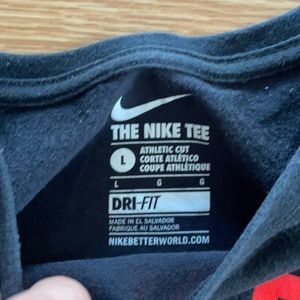 THE NIKE TEE
L
ATHLETIC CUT
CORTE ATLÉTICO
COUPE ATHLÉTIQUE
L G G
DRI-FIT
MADE IN EL SALVADOR
FABRIQUE AU SALVADOR
NIKEBETTERWORLD.COM